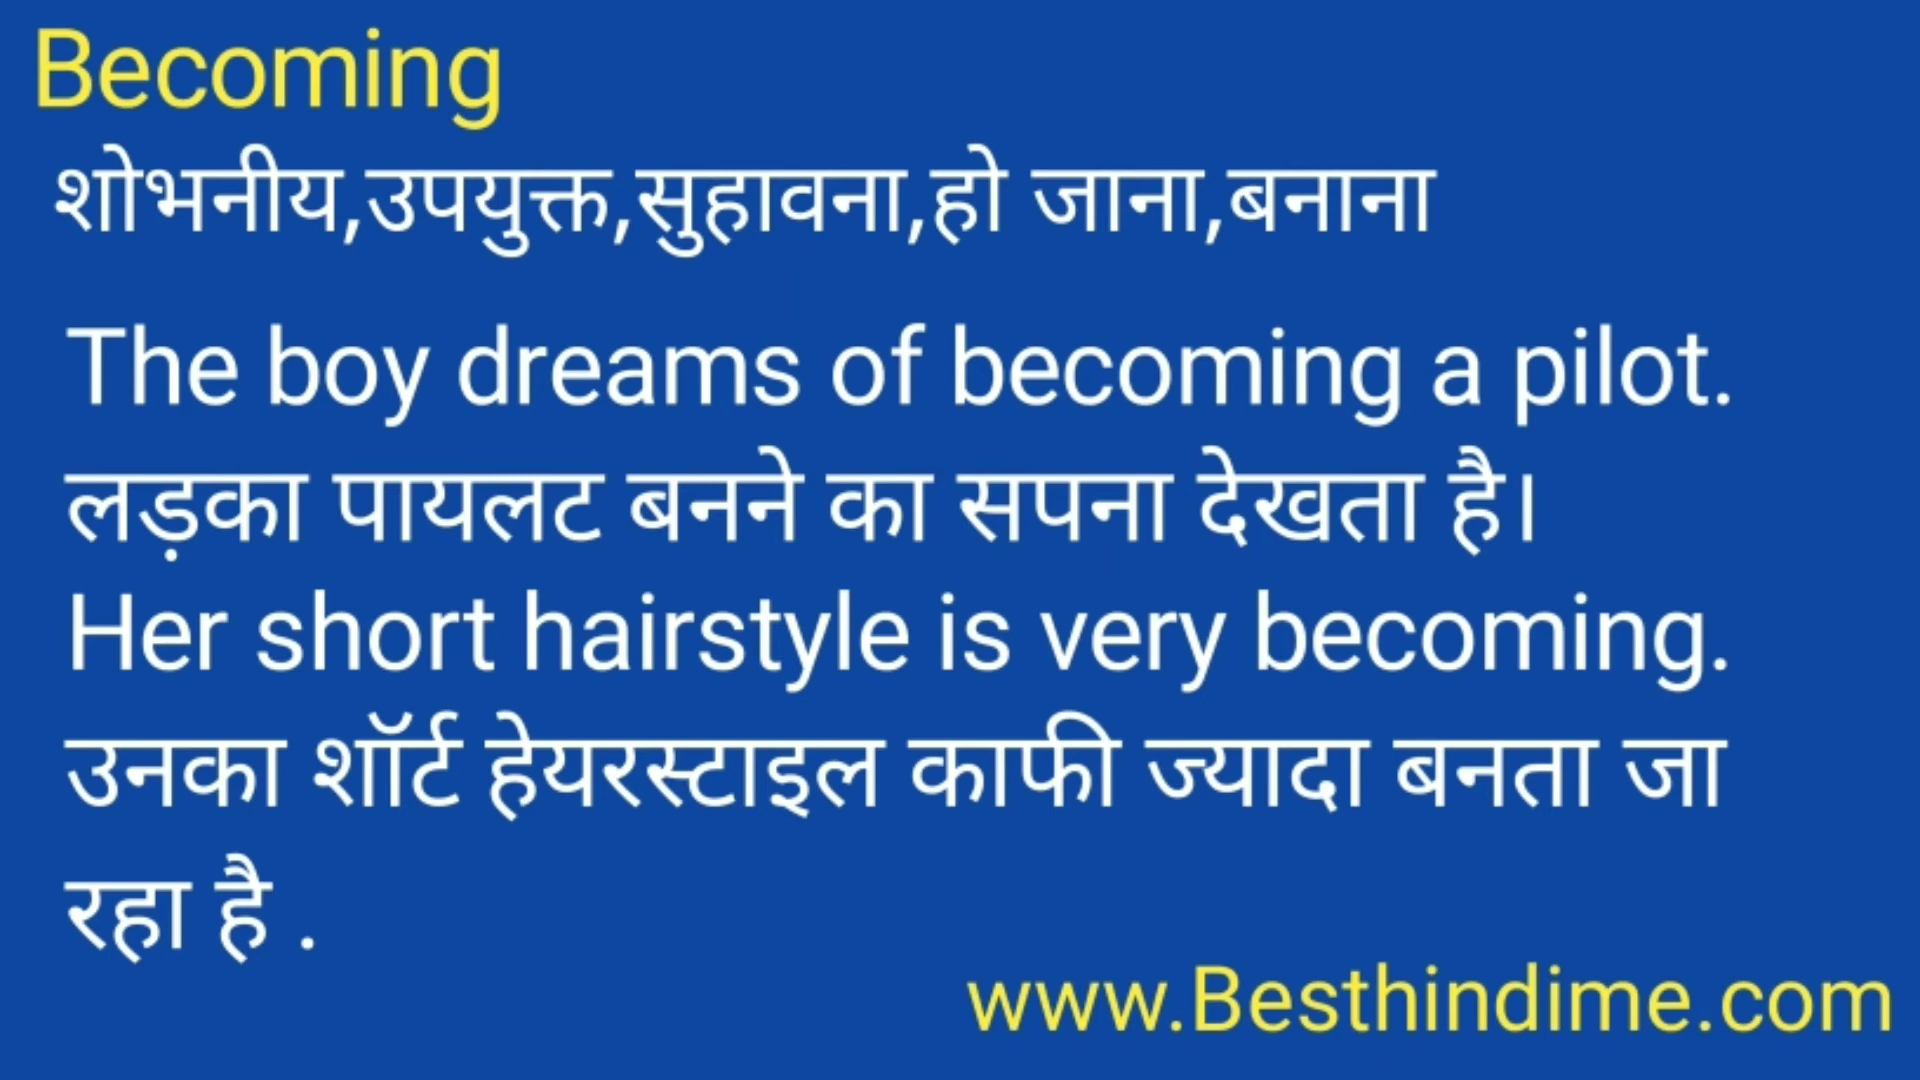 Becoming
शोभनीय,उपयुक्त,सुहावना,हो जाना,बनाना
The boy dreams of becoming a pilot.
लड़का पायलट बनने का सपना देखता है।
Her short hairstyle is very becoming.
उनका शॉर्ट हेयरस्टाइल काफी ज्यादा बनता जा
रहा है .
www.Besthindime.com